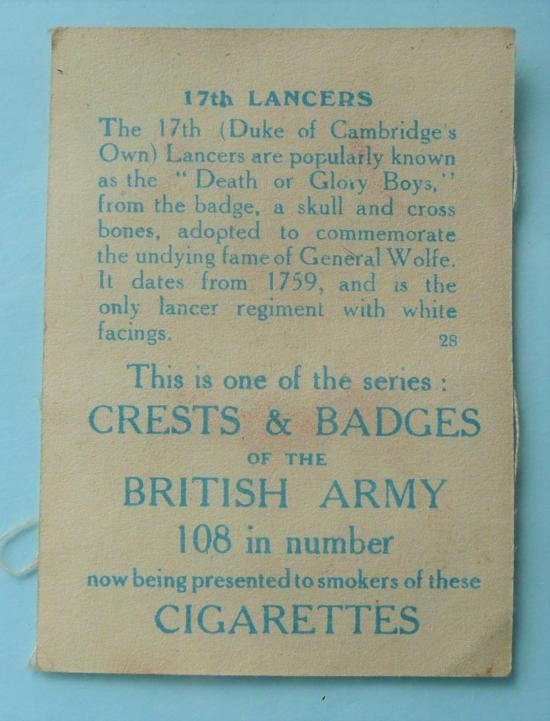 17th LANCERS
The 17th (Duke of Cambridge's
Own) Lancers are popularly known
as the "Death or Glory Boys,"
from the badge, a skull and cross
bones, adopted to commemorate
the undying fame of General Wolfe.
It dates from 1759, and is the
only lancer regiment with white
facings.
28
This is one of the series :
CRESTS & BADGES
OF THE
BRITISH ARMY
108 in number
now being presented to smokers of these
CIGARETTES